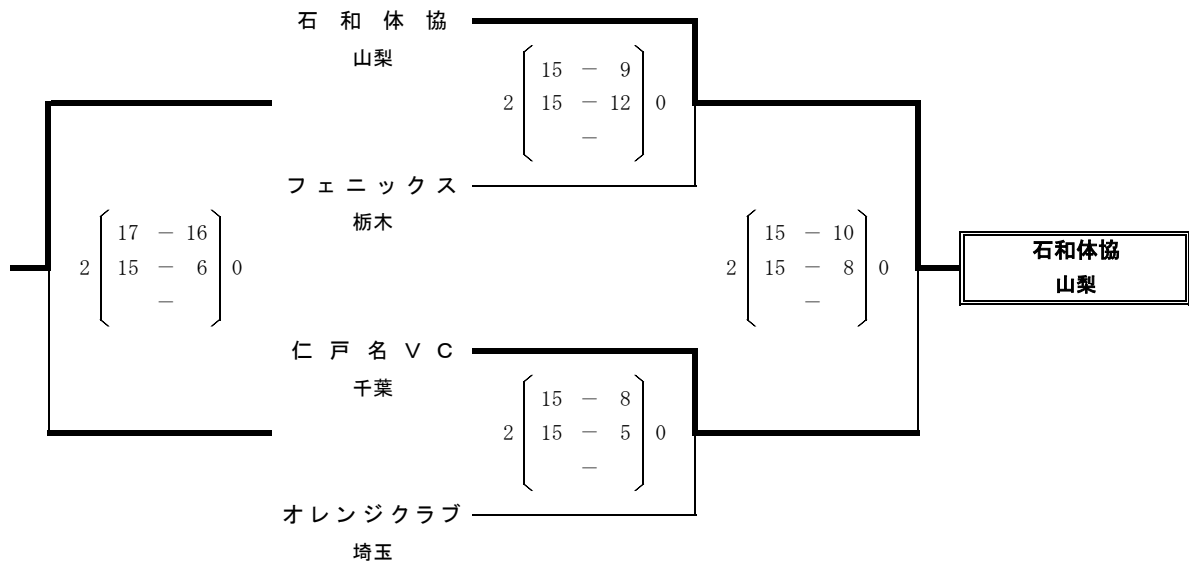 石和体協
山梨
15 － 9
2 15 － 12 0
－
フェニックス
栃木
17 － 16
2 15 － 6 0
－
15 － 10
2 15 － 8 0
－
石和体協
山梨
仁戸名ＶＣ
千葉
15 － 8
2 15 － 5 0
－
オレンジクラブ
埼玉